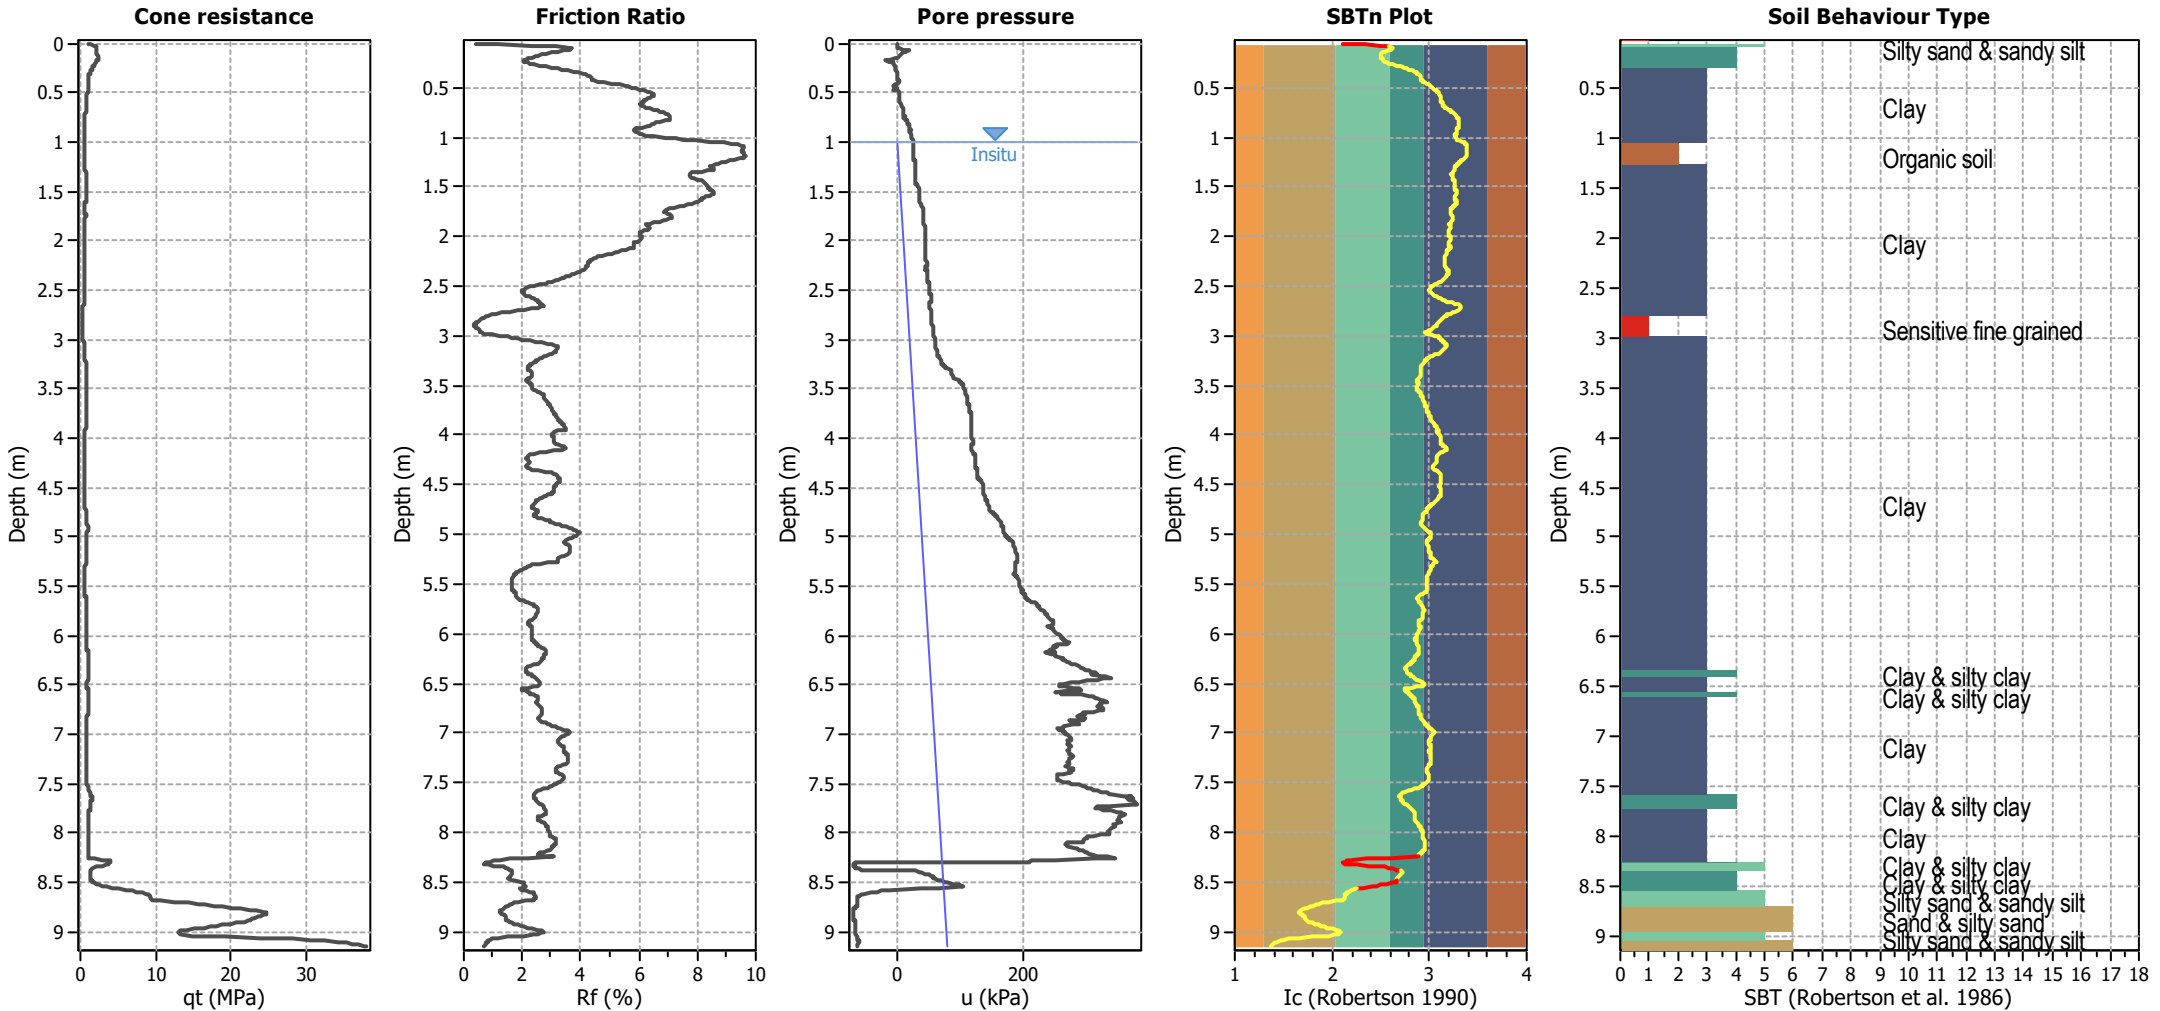 Cone resistance
0
0.5
1
1.5
2
2.5
3
3.5
4
4.5
5
5.5
6
6.5
7
7.5
8
8.5
9
Depth (m)
0 10 20 30
qt (MPa)
Friction Ratio
0.5
1
1.5
2
2.5
3
3.5
4
4.5
5
5.5
6
6.5
7
7.5
8
8.5
9
Depth (m)
0 2 4 6 8 10
Rf (%)
Pore pressure
0
0.5
1
1.5
2
2.5
3
3.5
4
4.5
5
5.5
6
6.5
7
7.5
8
8.5
9
Depth (m)
Insitu
0 200
u (kPa)
SBTn Plot
0.5
1
1.5
2
2.5
3
3.5
4
4.5
5
5.5
6
6.5
7
7.5
8
8.5
9
Depth (m)
1 2 3 4
Ic (Robertson 1990)
Soil Behaviour Type
0.5
1
1.5
2
2.5
3
3.5
4
4.5
5
5.5
6
6.5
7
7.5
8
8.5
9
Depth (m)
Silty sand & sandy silt
Clay
Organic soil
Clay
Sensitive fine grained
Clay
Clay & silty clay
Clay & silty clay
Clay
Clay & silty clay
Clay
Clay & silty clay
Clay & silty clay
Silty sand & sandy silt
Sand & silty sand
Silty sand & sandy silt
0 1 2 3 4 5 6 7 8 9 10 11 12 13 14 15 16 17 18
SBT (Robertson et al. 1986)